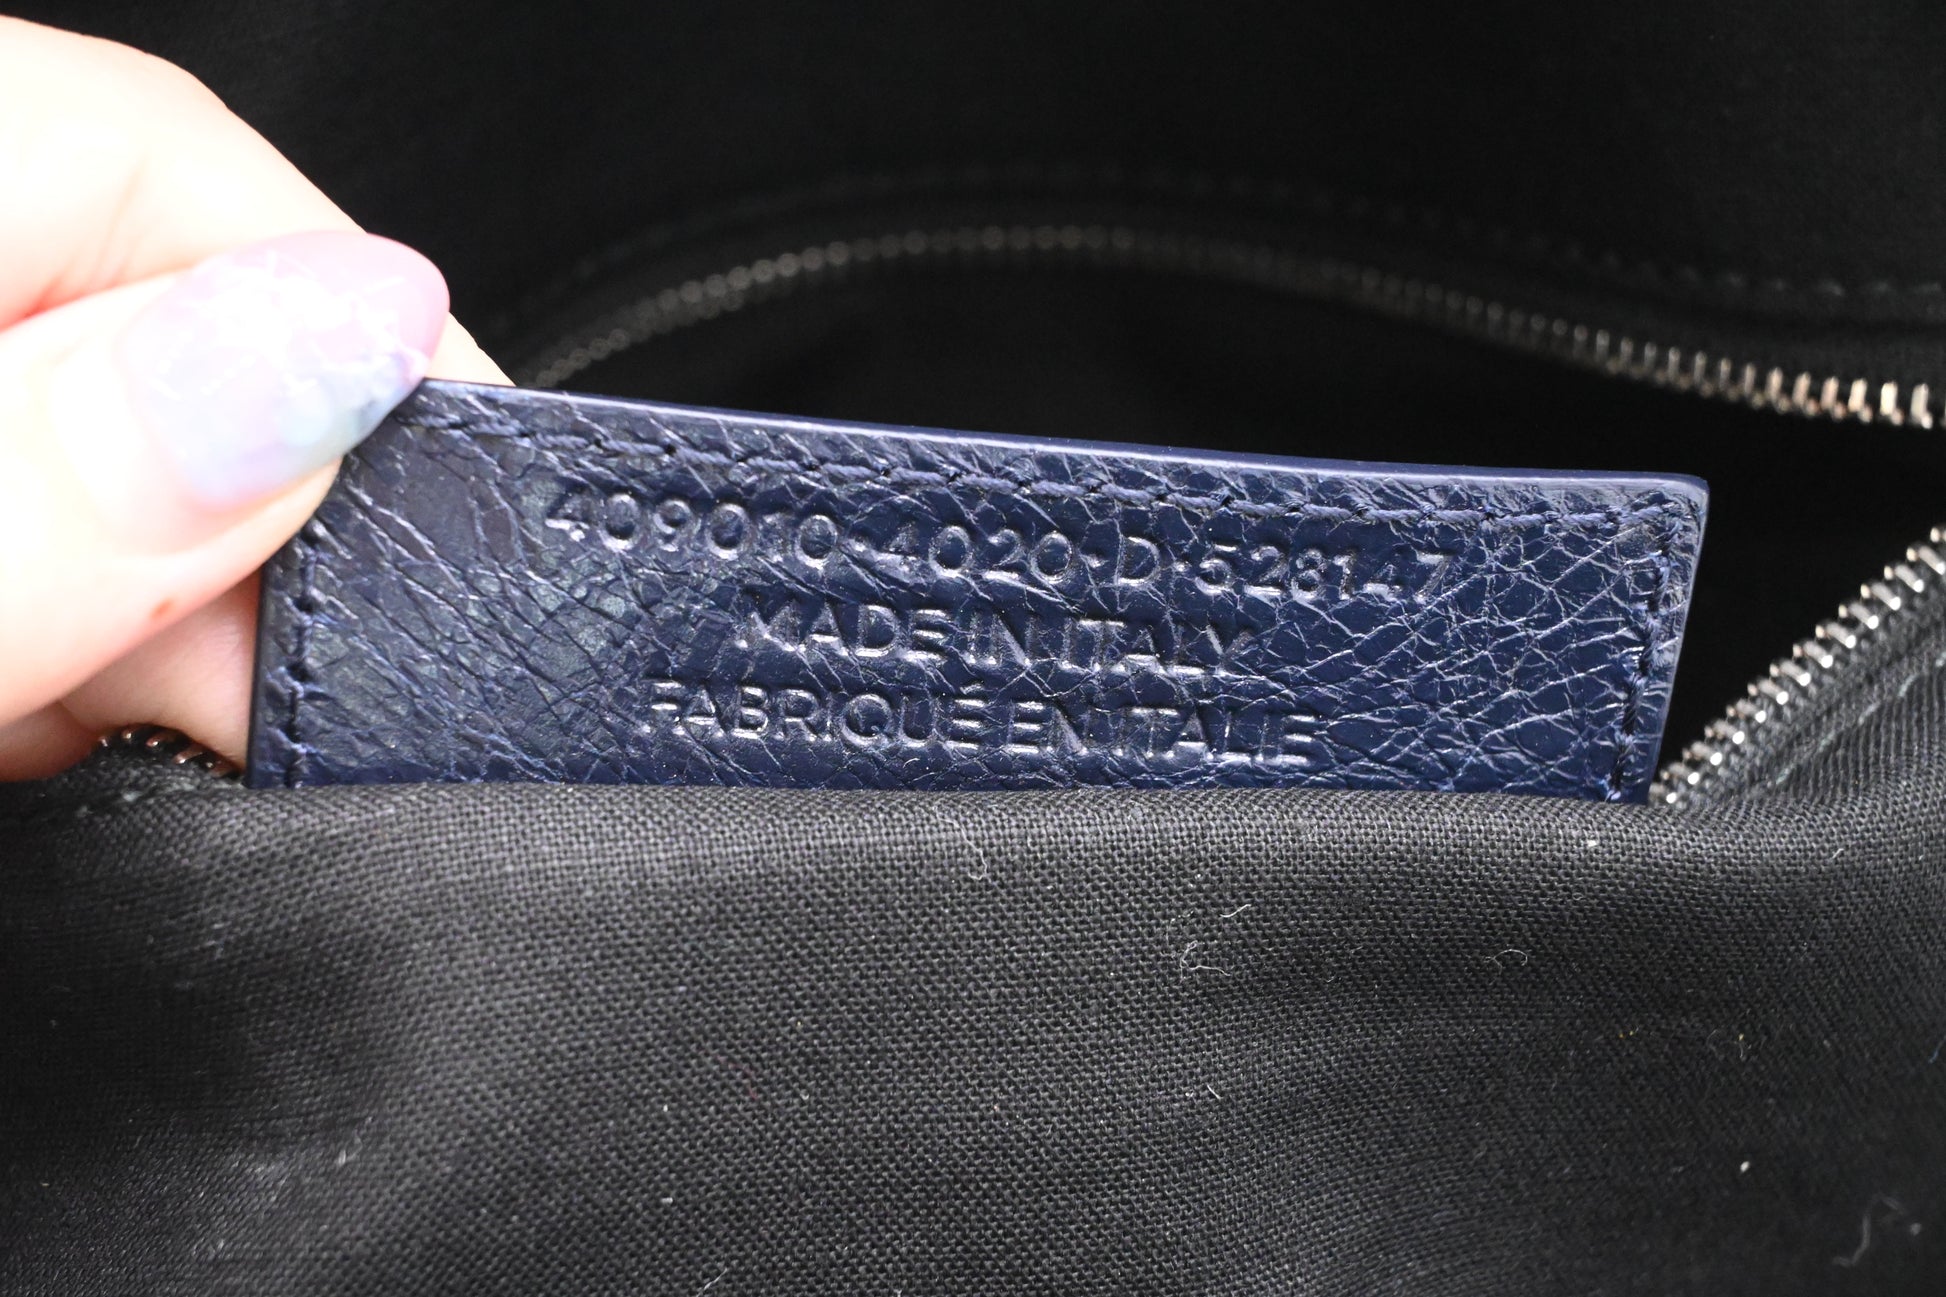 409010·4020·D·528147
MADE IN ITALY
FABRIQUÉ EN ITALIE